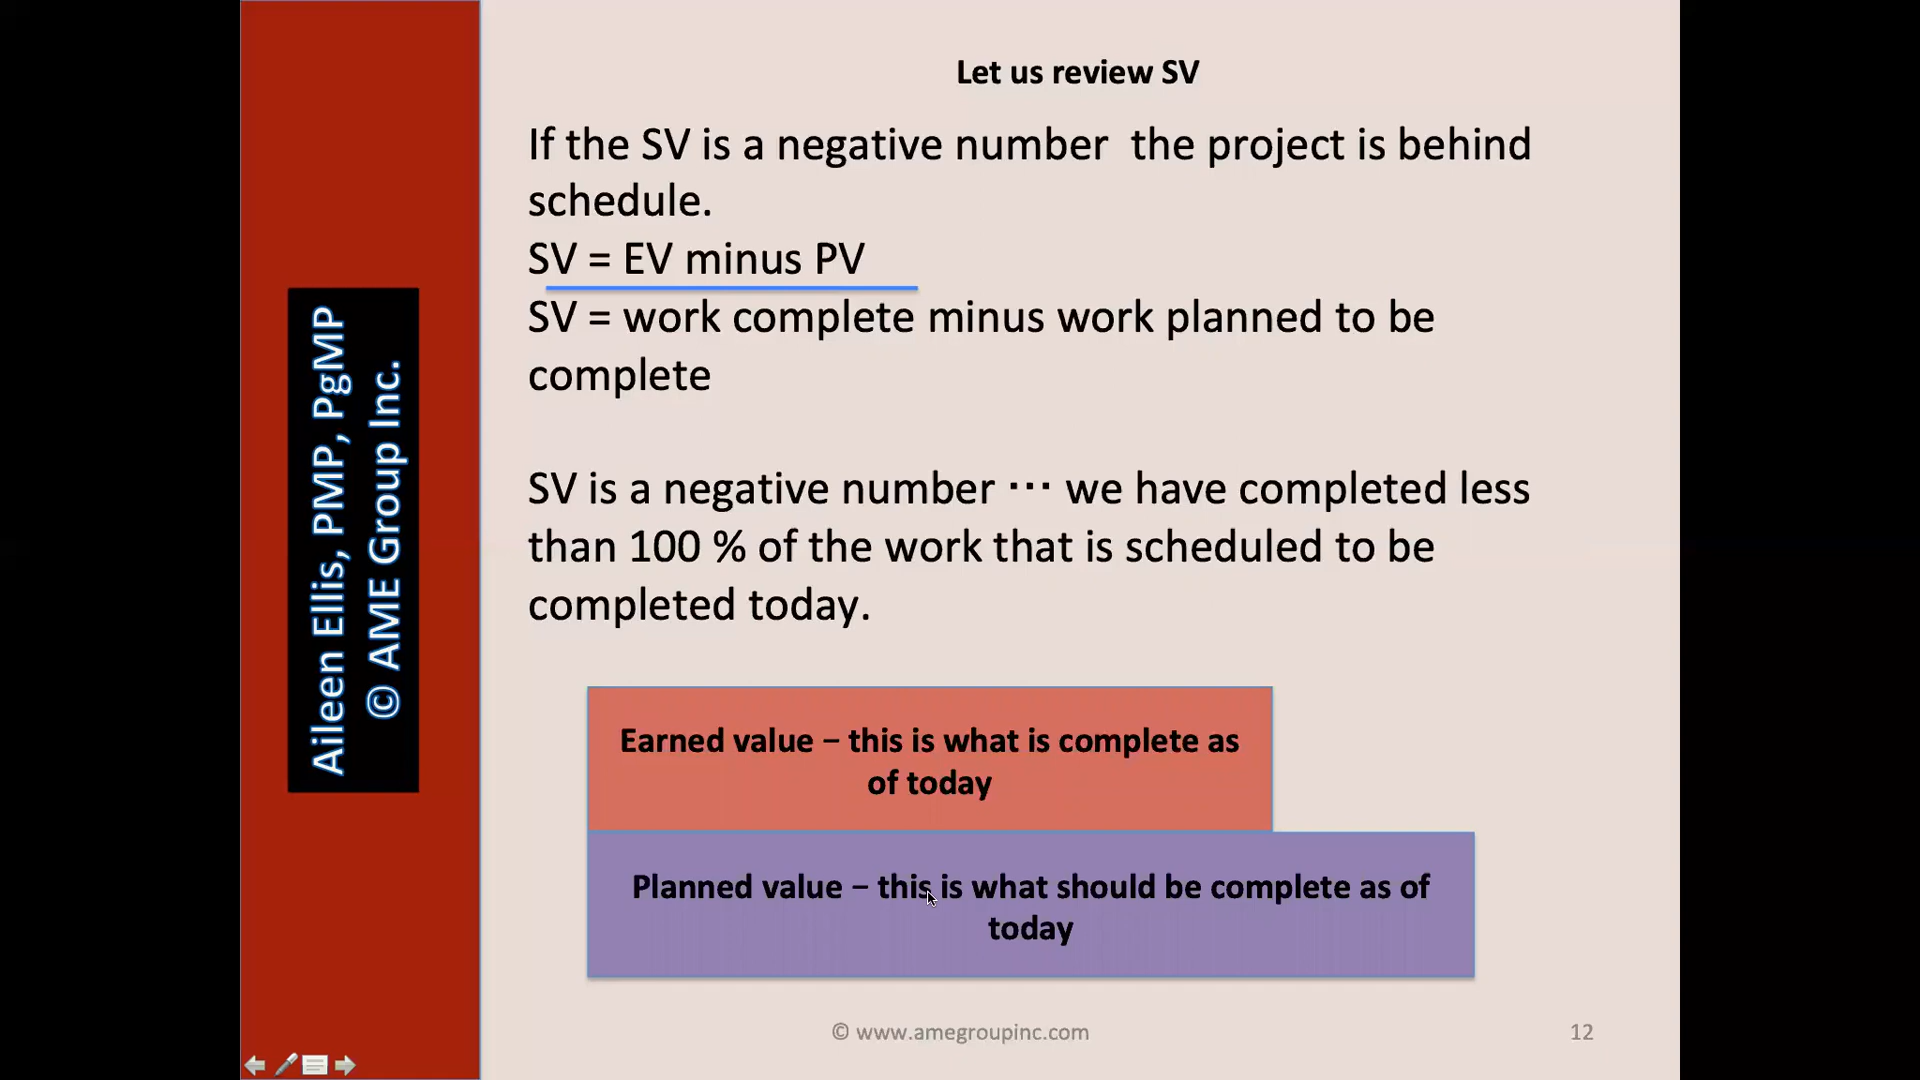 Let us review SV
If the SV is a negative number  the project is behind
schedule.
SV = EV minus PV
SV = work complete minus work planned to be
complete
SV is a negative number ··· we have completed less
than 100 % of the work that is scheduled to be
completed today.
Earned value – this is what is complete as
of today
Planned value – this is what should be complete as of
today
Aileen Ellis, PMP, PgMP
© AME Group Inc.
© www.amegroupinc.com
12